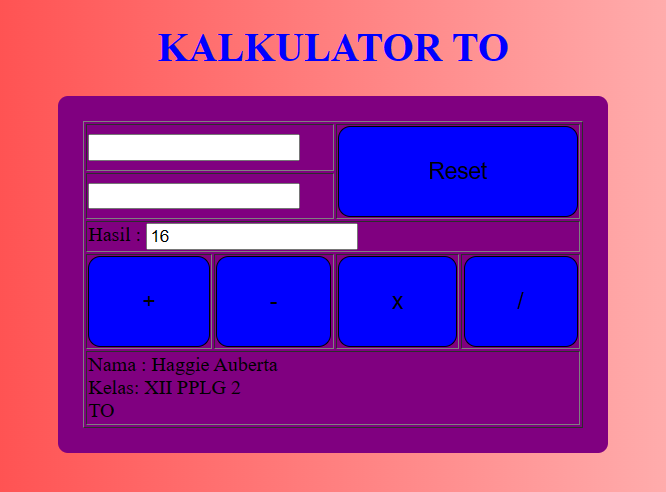 KALKULATOR TO
Reset
Hasil : 16
+ - x /
Nama : Haggie Auberta
Kelas: XII PPLG 2
TO